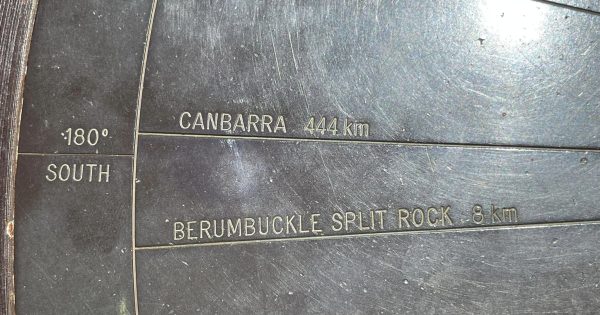 CANBARRA 444 km
180°
SOUTH
BERUMBUCKLE SPLIT ROCK 8 km